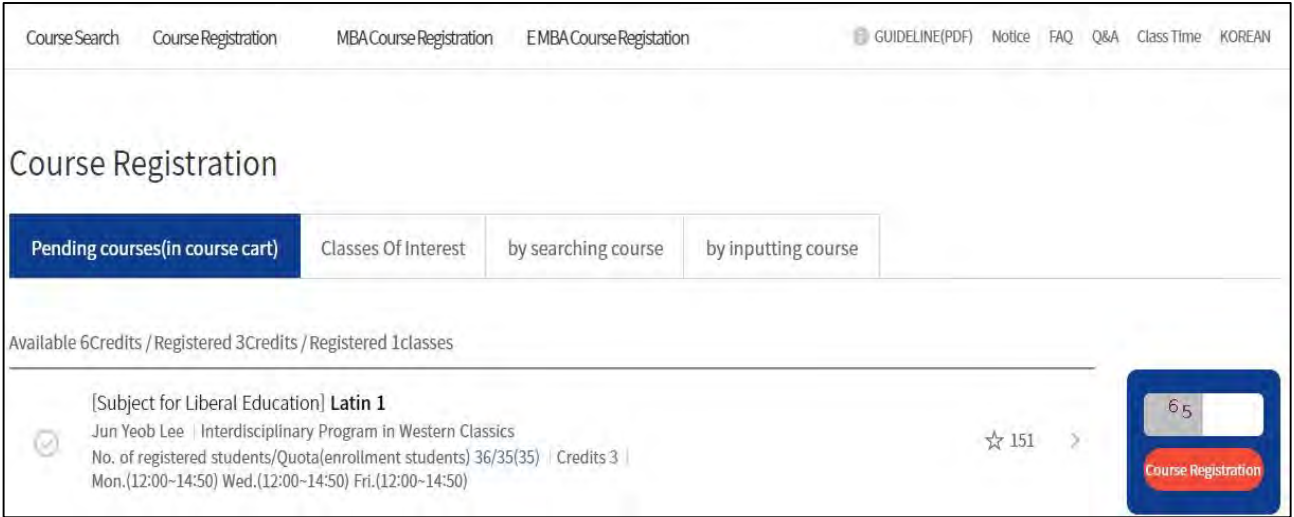 Course Search Course Registration MBA Course Registration E MBA Course Registation GUIDELINE(PDF) Notice FAQ Q&A Class Time KOREAN
Course Registration
Pending courses(in course cart) Classes Of Interest by searching course by inputting course
Available 6Credits / Registered 3Credits / Registered 1classes
[Subject for Liberal Education] Latin 1
Jun Yeob Lee | Interdisciplinary Program in Western Classics
No. of registered students/Quota(enrollment students) 36/35(35) | Credits 3 |
Mon.(12:00~14:50) Wed.(12:00~14:50) Fri.(12:00~14:50)
☆ 151 >
65
Course Registration